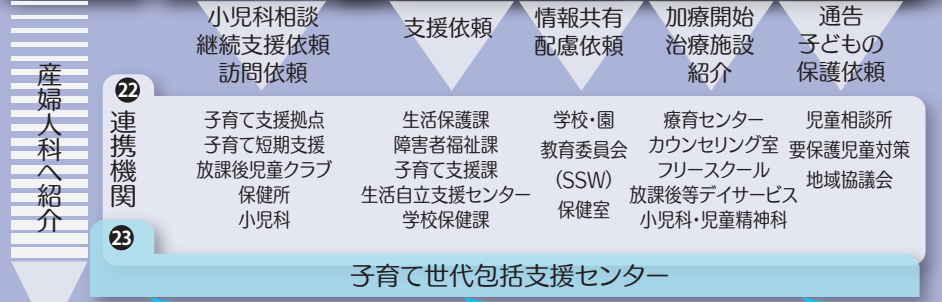 産婦人科へ紹介
小児科相談
継続支援依頼
訪問依頼
支援依頼
情報共有
配慮依頼
加療開始
治療施設
紹介
通告
子どもの
保護依頼
㉒
連携機関
子育て支援拠点
子育て短期支援
放課後児童クラブ
保健所
小児科
生活保護課
障害者福祉課
子育て支援課
生活自立支援センター
学校保健課
学校・園
教育委員会
(SSW)
保健室
療育センター
カウンセリング室
フリースクール
放課後等デイサービス
小児科・児童精神科
児童相談所
要保護児童対策
地域協議会
㉓
子育て世代包括支援センター